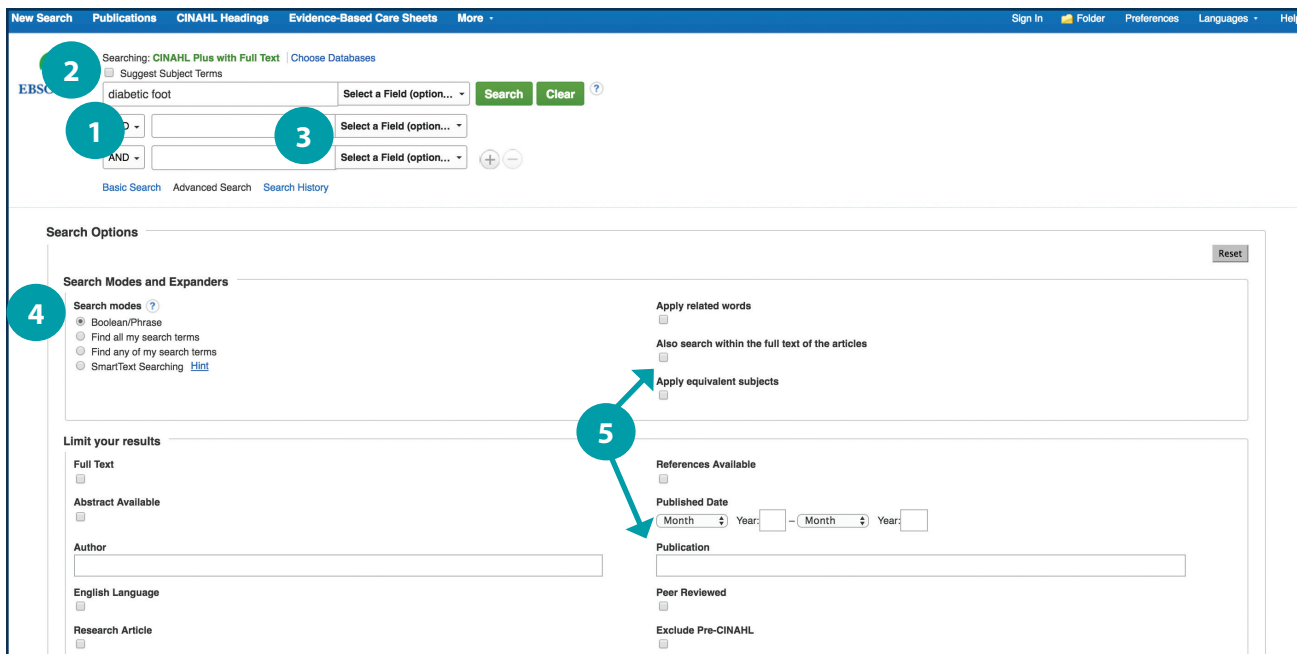 New Search Publications CINAHL Headings Evidence-Based Care Sheets More Sign In Folder Preferences Languages
Searching: CINAHL Plus with Full Text Choose Databases
2
Suggest Subject Terms
diabetic foot Select a Field (option... Search Clear ?
1 3 Select a Field (option...
AND Select a Field (option... + −
Basic Search Advanced Search Search History
Search Options
Reset
Search Modes and Expanders
4
Search modes ? Apply related words
Boolean/Phrase
Find all my search terms
Also search within the full text of the articles
Find any of my search terms
SmartText Searching Hint
Apply equivalent subjects
5
Limit your results
Full Text References Available
Abstract Available Published Date
Month Year: – Month Year:
Author Publication
English Language Peer Reviewed
Research Article Exclude Pre-CINAHL